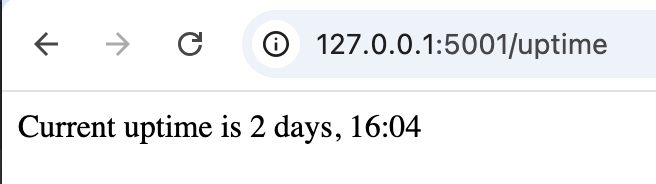 127.0.0.1:5001/uptime
Current uptime is 2 days, 16:04